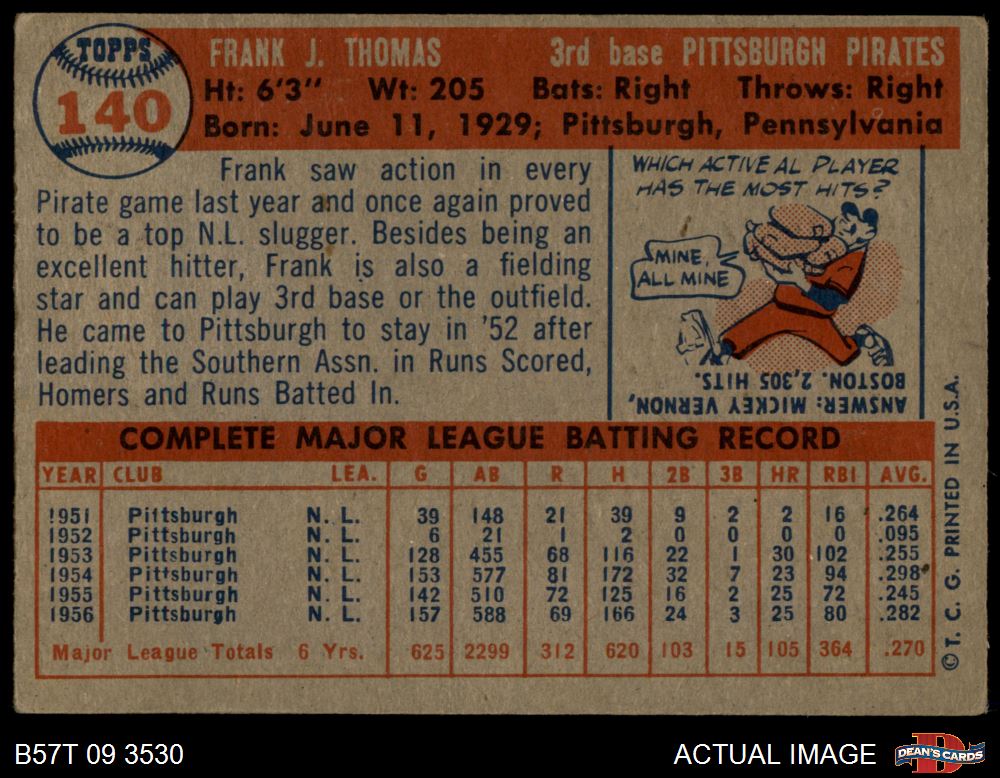 TOPPS
140
FRANK J. THOMAS 3rd base PITTSBURGH PIRATES
Ht: 6'3" Wt: 205 Bats: Right Throws: Right
Born: June 11, 1929; Pittsburgh, Pennsylvania
Frank saw action in every
Pirate game last year and once again proved
to be a top N.L. slugger. Besides being an
excellent hitter, Frank is also a fielding
star and can play 3rd base or the outfield.
He came to Pittsburgh to stay in '52 after
leading the Southern Assn. in Runs Scored,
Homers and Runs Batted In.
WHICH ACTIVE AL PLAYER
HAS THE MOST HITS?
MINE,
ALL MINE
ANSWER: MICKEY VERNON,
BOSTON. 2,305 HITS.
COMPLETE MAJOR LEAGUE BATTING RECORD
YEAR CLUB LEA. G AB R H 2B 3B HR RBI AVG.
1951 Pittsburgh N. L. 39 148 21 39 9 2 2 16 .264
1952 Pittsburgh N. L. 6 21 1 2 0 0 0 0 .095
1953 Pittsburgh N. L. 128 455 68 116 22 1 30 102 .255
1954 Pittsburgh N. L. 153 577 81 172 32 7 23 94 .298
1955 Pittsburgh N. L. 142 510 72 125 16 2 25 72 .245
1956 Pittsburgh N. L. 157 588 69 166 24 3 25 80 .282
Major League Totals 6 Yrs. 625 2299 312 620 103 15 105 364 .270
© T. C. G. PRINTED IN U.S.A.
B57T 09 3530
ACTUAL IMAGE
DEAN'S CARDS